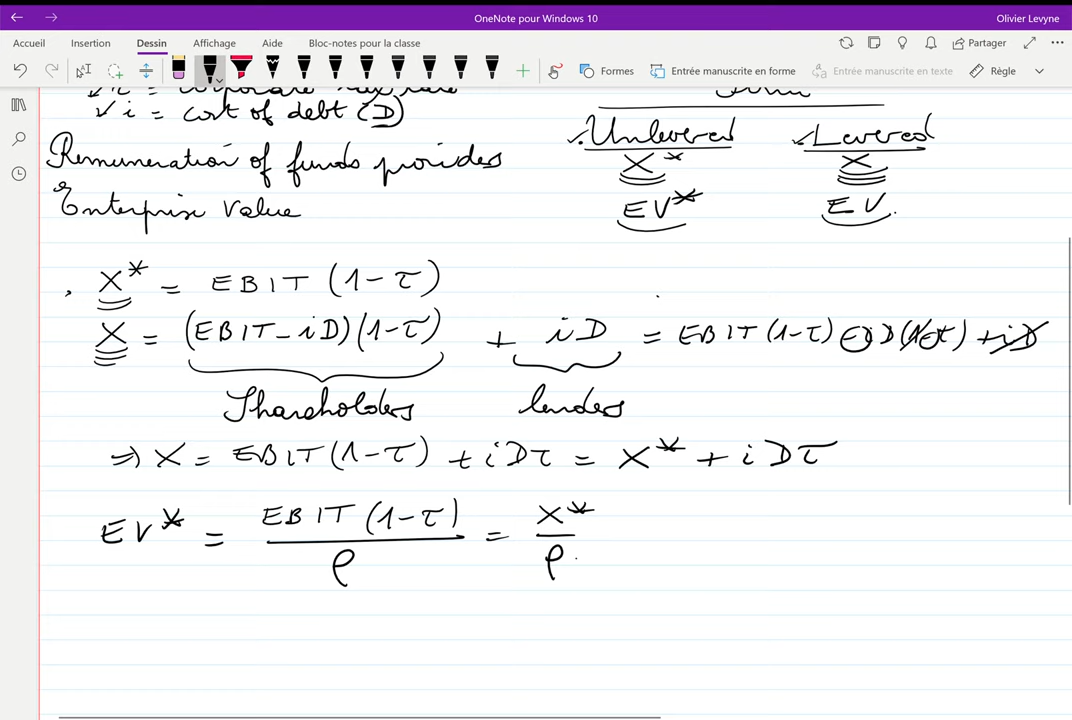 OneNote pour Windows 10
Olivier Levyne
Accueil Insertion Dessin Affichage Aide Bloc-notes pour la classe Partager
Formes Entrée manuscrite en forme Entrée manuscrite en texte Règle
i = cost of debt (D)
Unlevered Levered
Remuneration of funds provides X* X
Enterprise Value EV* EV.
X* = EBIT (1-τ)
X = (EBIT-iD)(1-τ) + iD = EBIT(1-τ) D +iD
Shareholders lenders
⇒ X = EBIT(1-τ) + iDτ = X* + iDτ
EV* = EBIT(1-τ) / ρ = X* / ρ